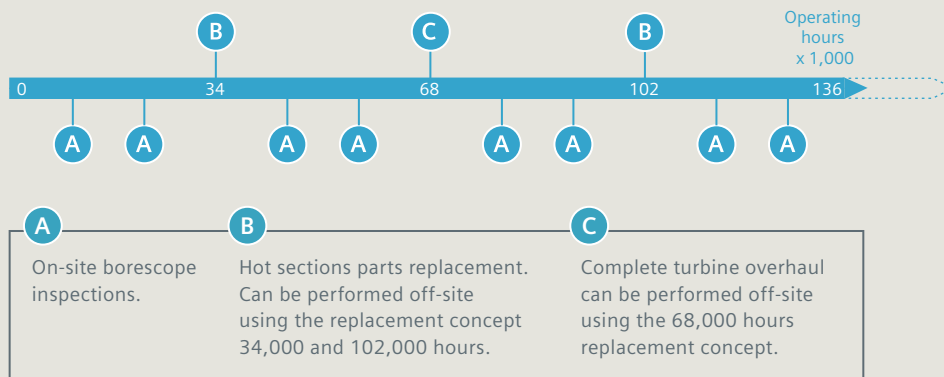 Operating
hours
x 1,000
B
C
B
0
34
68
102
136
A
A
A
A
A
A
A
A
A
On-site borescope
inspections.
B
Hot sections parts replacement.
Can be performed off-site
using the replacement concept
34,000 and 102,000 hours.
C
Complete turbine overhaul
can be performed off-site
using the 68,000 hours
replacement concept.